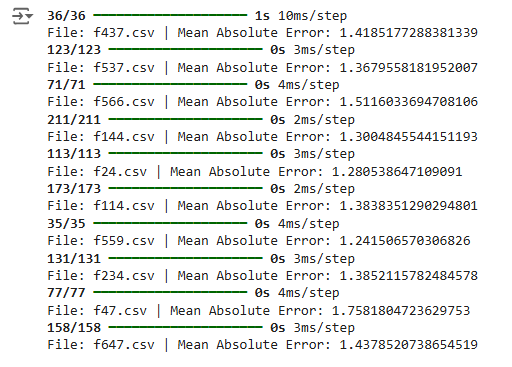 36/36 ━━━━━━━━━━━━━━━━━━━━ 1s 10ms/step
File: f437.csv | Mean Absolute Error: 1.4185177288381339
123/123 ━━━━━━━━━━━━━━━━━━━━ 0s 3ms/step
File: f537.csv | Mean Absolute Error: 1.3679558181952007
71/71 ━━━━━━━━━━━━━━━━━━━━ 0s 4ms/step
File: f566.csv | Mean Absolute Error: 1.5116033694708106
211/211 ━━━━━━━━━━━━━━━━━━━━ 0s 2ms/step
File: f144.csv | Mean Absolute Error: 1.3004845544151193
113/113 ━━━━━━━━━━━━━━━━━━━━ 0s 3ms/step
File: f24.csv | Mean Absolute Error: 1.280538647109091
173/173 ━━━━━━━━━━━━━━━━━━━━ 0s 2ms/step
File: f114.csv | Mean Absolute Error: 1.3838351290294801
35/35 ━━━━━━━━━━━━━━━━━━━━ 0s 4ms/step
File: f559.csv | Mean Absolute Error: 1.241506570306826
131/131 ━━━━━━━━━━━━━━━━━━━━ 0s 3ms/step
File: f234.csv | Mean Absolute Error: 1.3852115782484578
77/77 ━━━━━━━━━━━━━━━━━━━━ 0s 4ms/step
File: f47.csv | Mean Absolute Error: 1.7581804723629753
158/158 ━━━━━━━━━━━━━━━━━━━━ 0s 3ms/step
File: f647.csv | Mean Absolute Error: 1.4378520738654519